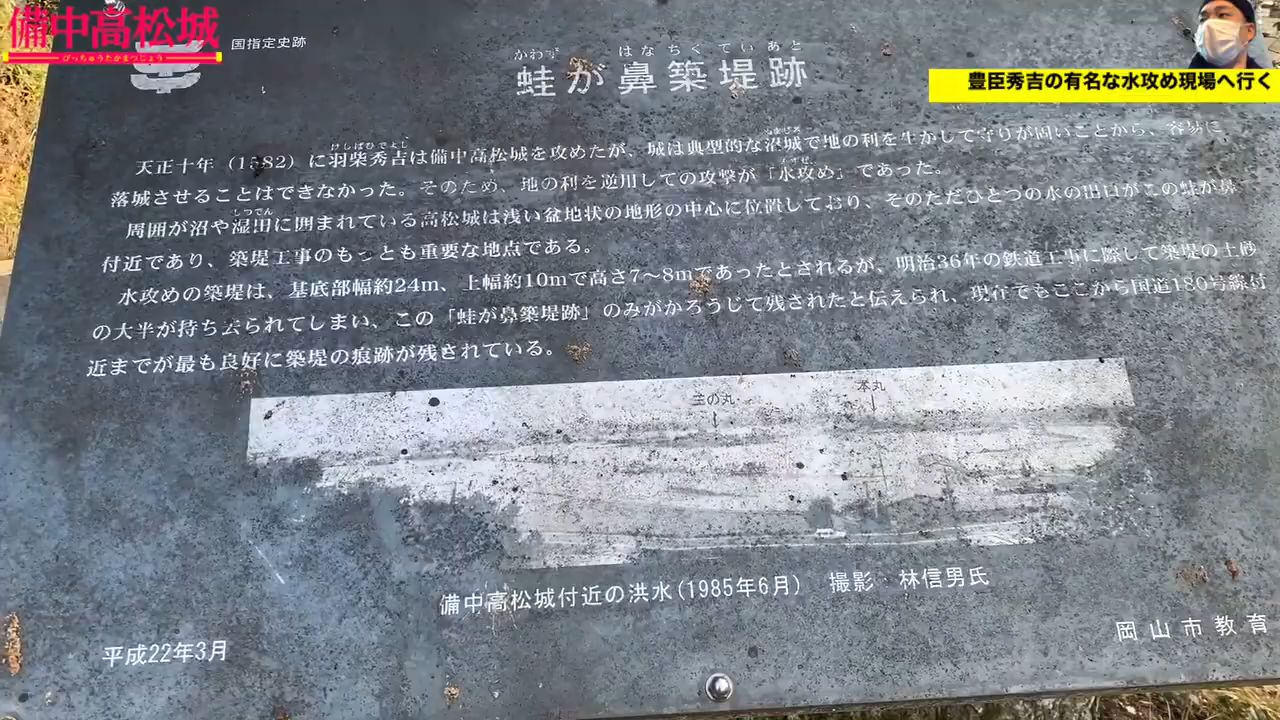 備中高松城
びっちゅうたかまつじょう
国指定史跡
豊臣秀吉の有名な水攻め現場へ行く
かわず はなちくていあと
蛙が鼻築堤跡
天正十年(1582)に羽柴秀吉は備中高松城を攻めたが、城は典型的な沼城で地の利を生かして守りが固いことから、容易に
落城させることはできなかった。そのため、地の利を逆用しての攻撃が「水攻め」であった。
しつでん
周囲が沼や湿田に囲まれている高松城は浅い盆地状の地形の中心に位置しており、そのただひとつの水の出口がこの蛙が鼻
付近であり、築堤工事のもっとも重要な地点である。
水攻めの築堤は、基底部幅約24m、上幅約10mで高さ7〜8mであったとされるが、明治36年の鉄道工事に際して築堤の土砂
の大半が持ち去られてしまい、この「蛙が鼻築堤跡」のみがかろうじて残されたと伝えられ、現在でもここから国道180号線付
近までが最も良好に築堤の痕跡が残されている。
本丸
備中高松城付近の洪水(1985年6月) 撮影・林信男氏
平成22年3月
岡山市教育